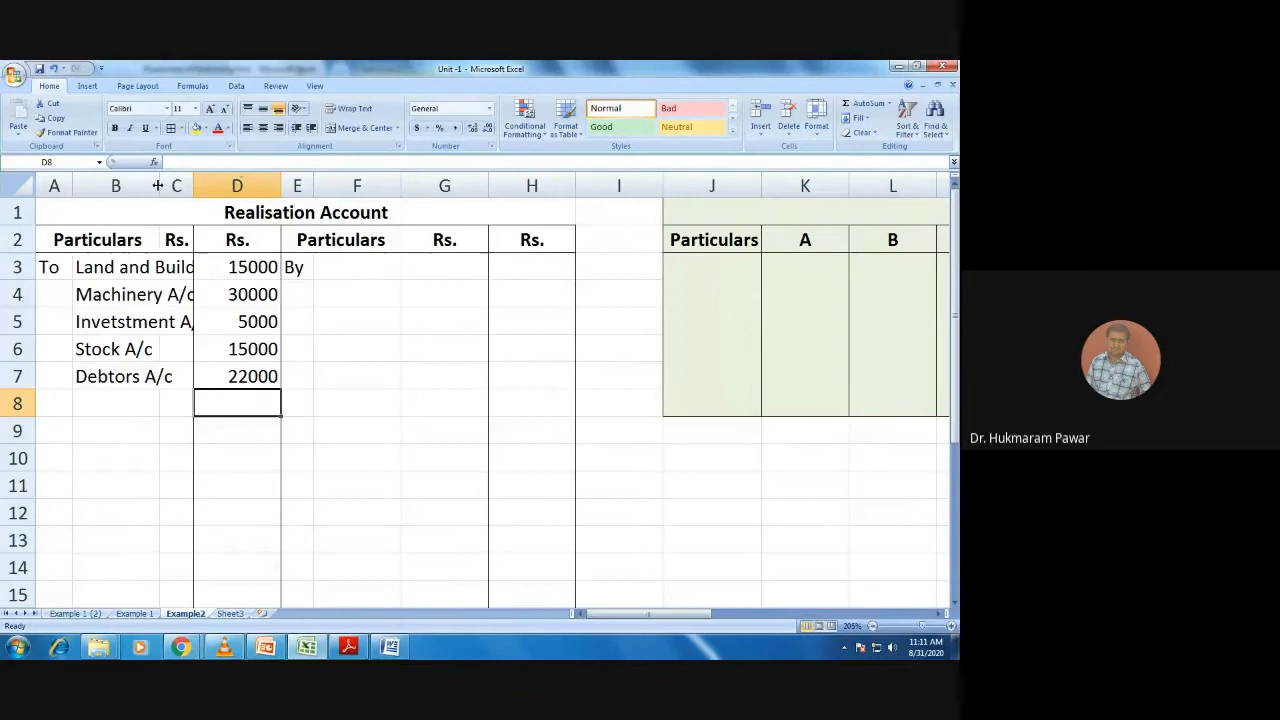 Unit -1 - Microsoft Excel
Home Insert Page Layout Formulas Data Review View
Cut
Copy
Format Painter
Paste
Clipboard
Calibri 11
Font
Wrap Text
Merge & Center
Alignment
General
Number
Conditional Formatting
Format as Table
Normal Bad
Good Neutral
Styles
Insert Delete Format
Cells
AutoSum
Fill
Clear
Sort & Filter
Find & Select
Editing
D8 fx
A B C D E F G H I J K L
1 Realisation Account
2 Particulars Rs. Rs. Particulars Rs. Rs. Particulars A B
3 To Land and Build 15000 By
4 Machinery A/c 30000
5 Invetstment A/ 5000
6 Stock A/c 15000
7 Debtors A/c 22000
8
9
10
11
12
13
14
15
Example 1 (2) Example 1 Example2 Sheet3
Ready 205%
11:11 AM
8/31/2020
Dr. Hukmaram Pawar